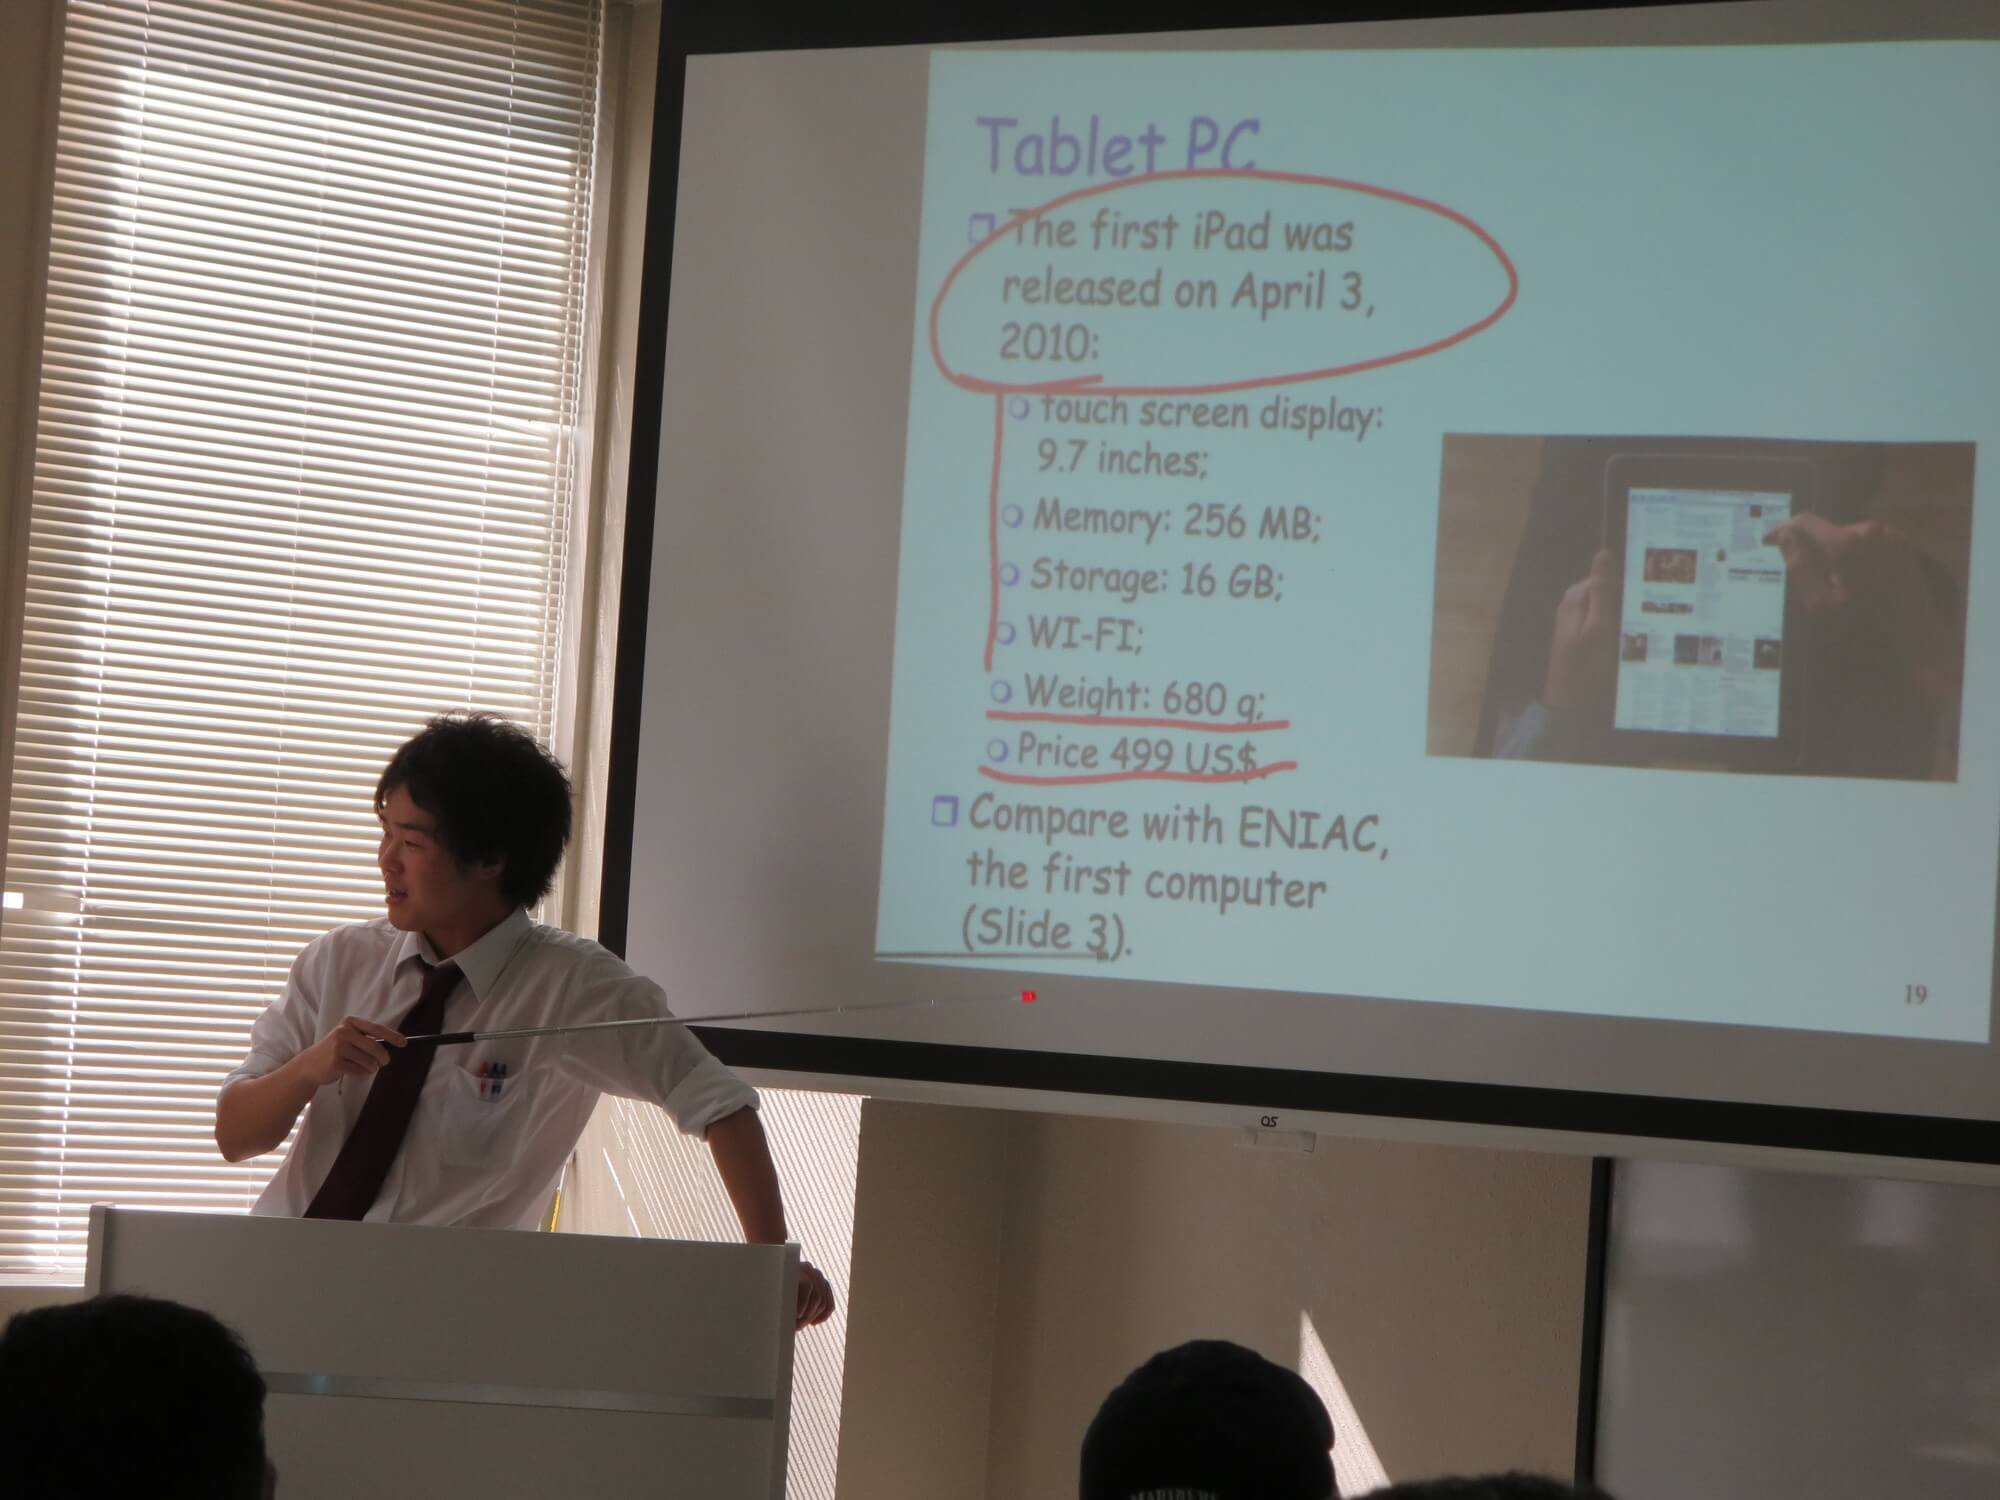 Tablet PC
The first iPad was
released on April 3,
2010:
touch screen display:
9.7 inches;
Memory: 256 MB;
Storage: 16 GB;
WI-FI;
Weight: 680 g;
Price 499 US$.
Compare with ENIAC,
the first computer
(Slide 3).
19
OS